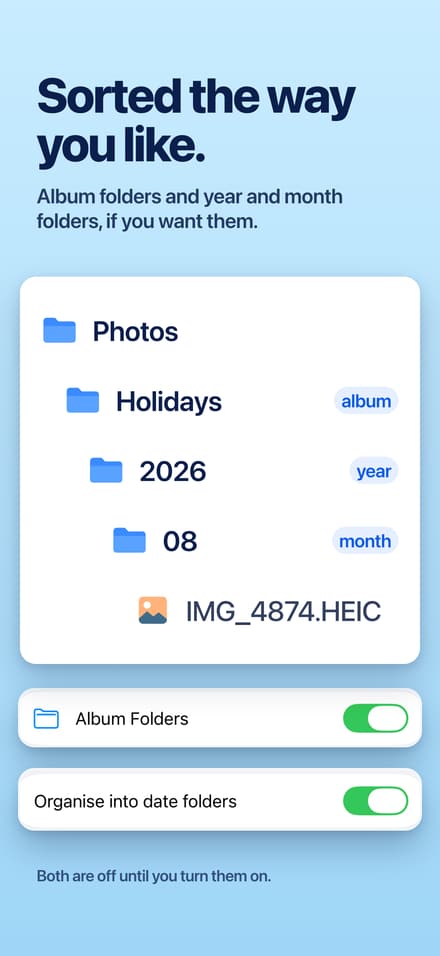 Sorted the way
you like.
Album folders and year and month
folders, if you want them.
Photos
Holidays album
2026 year
08 month
IMG_4874.HEIC
Album Folders
Organise into date folders
Both are off until you turn them on.